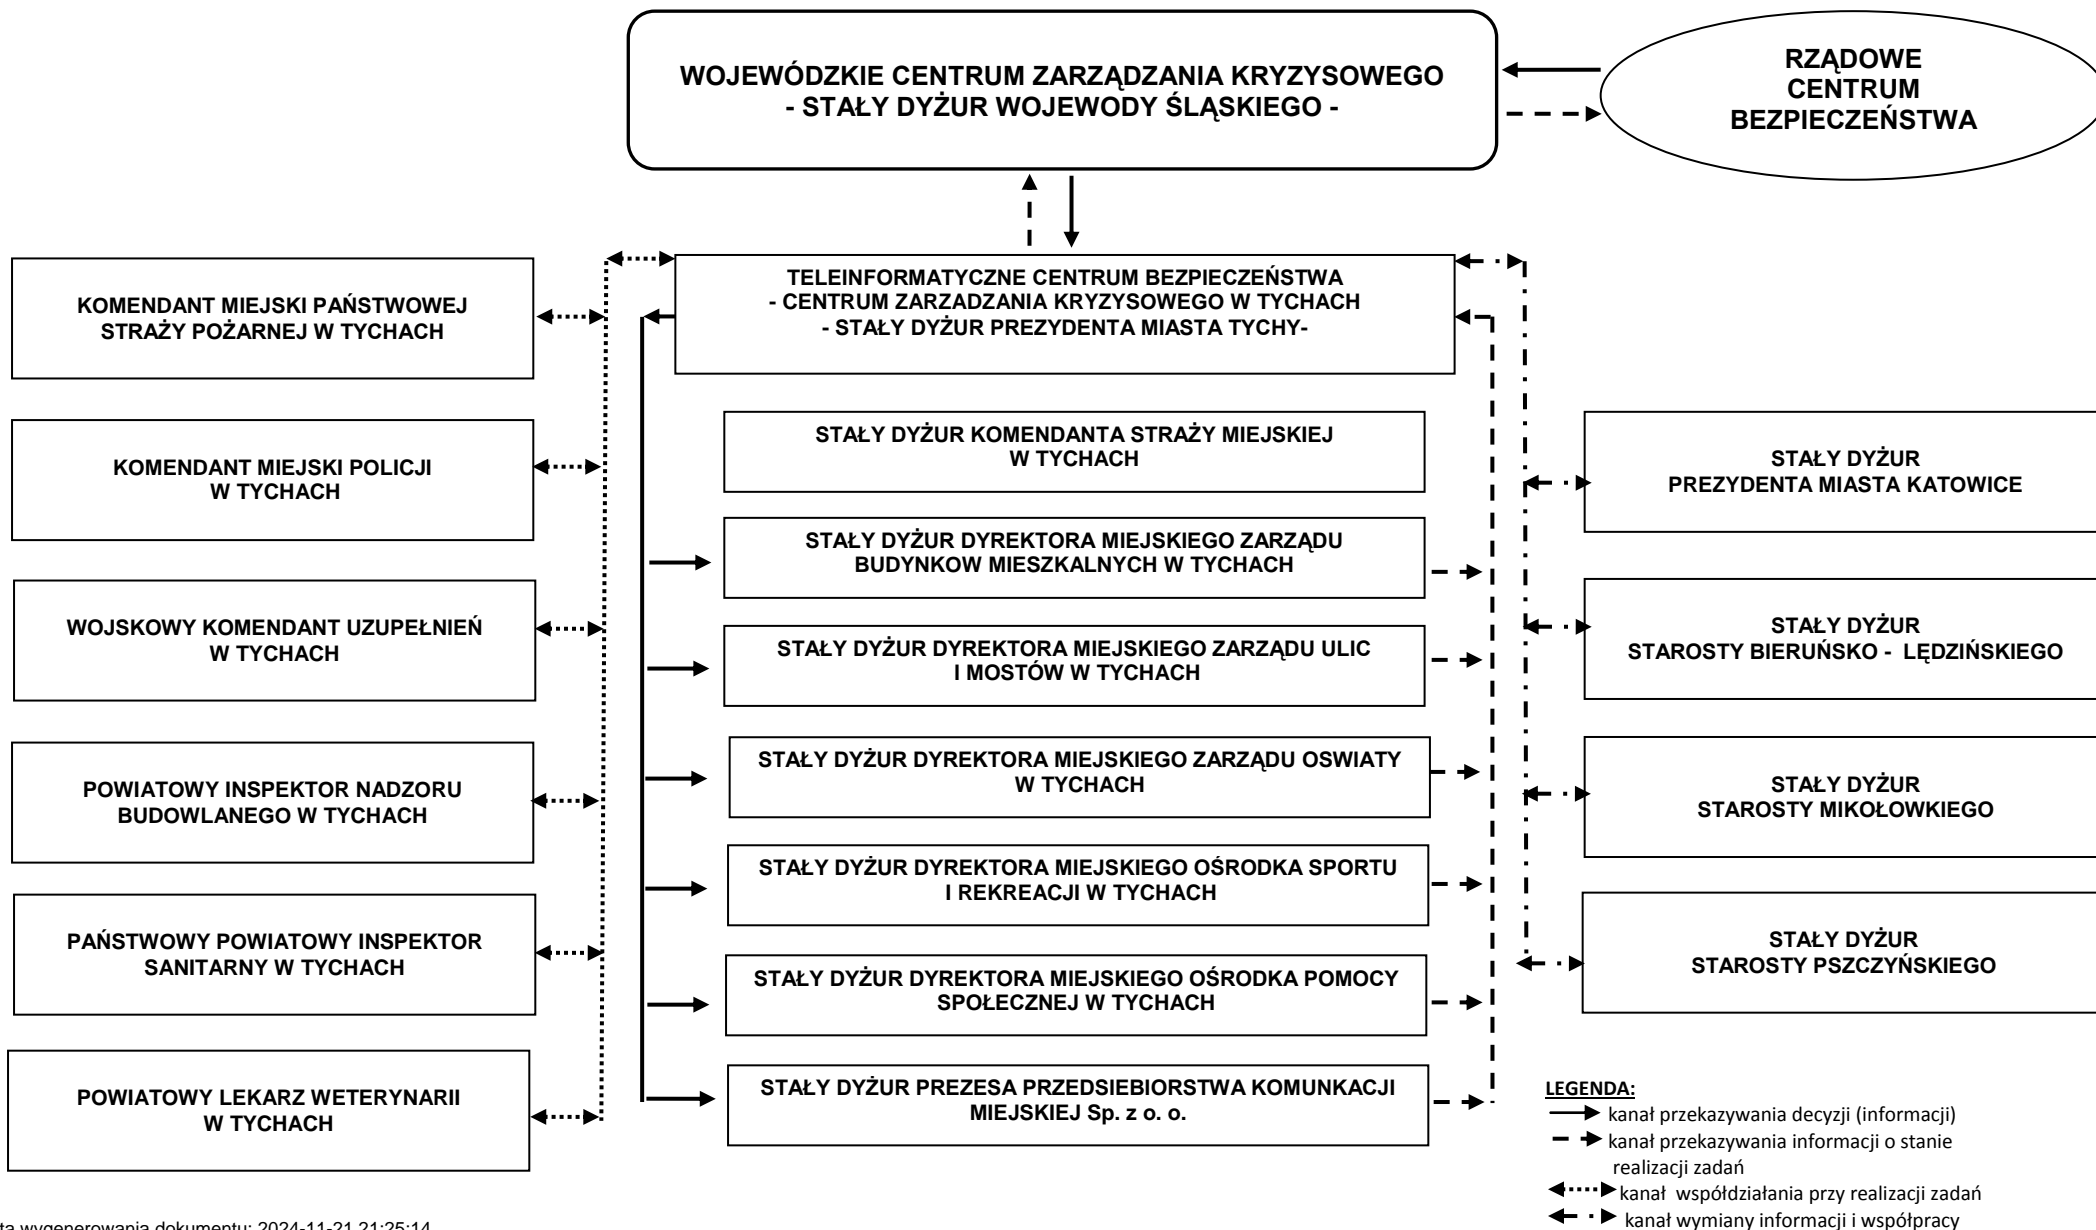 WOJEWÓDZKIE CENTRUM ZARZĄDZANIA KRYZYSOWEGO
- STAŁY DYŻUR WOJEWODY ŚLĄSKIEGO -
RZĄDOWE
CENTRUM
BEZPIECZEŃSTWA
TELEINFORMATYCZNE CENTRUM BEZPIECZEŃSTWA
- CENTRUM ZARZADZANIA KRYZYSOWEGO W TYCHACH
- STAŁY DYŻUR PREZYDENTA MIASTA TYCHY-
KOMENDANT MIEJSKI PAŃSTWOWEJ
STRAŻY POŻARNEJ W TYCHACH
KOMENDANT MIEJSKI POLICJI
W TYCHACH
WOJSKOWY KOMENDANT UZUPEŁNIEŃ
W TYCHACH
POWIATOWY INSPEKTOR NADZORU
BUDOWLANEGO W TYCHACH
PAŃSTWOWY POWIATOWY INSPEKTOR
SANITARNY W TYCHACH
POWIATOWY LEKARZ WETERYNARII
W TYCHACH
STAŁY DYŻUR KOMENDANTA STRAŻY MIEJSKIEJ
W TYCHACH
STAŁY DYŻUR DYREKTORA MIEJSKIEGO ZARZĄDU
BUDYNKOW MIESZKALNYCH W TYCHACH
STAŁY DYŻUR DYREKTORA MIEJSKIEGO ZARZĄDU ULIC
I MOSTÓW W TYCHACH
STAŁY DYŻUR DYREKTORA MIEJSKIEGO ZARZĄDU OSWIATY
W TYCHACH
STAŁY DYŻUR DYREKTORA MIEJSKIEGO OŚRODKA SPORTU
I REKREACJI W TYCHACH
STAŁY DYŻUR DYREKTORA MIEJSKIEGO OŚRODKA POMOCY
SPOŁECZNEJ W TYCHACH
STAŁY DYŻUR PREZESA PRZEDSIEBIORSTWA KOMUNKACJI
MIEJSKIEJ Sp. z o. o.
STAŁY DYŻUR
PREZYDENTA MIASTA KATOWICE
STAŁY DYŻUR
STAROSTY BIERUŃSKO - LĘDZIŃSKIEGO
STAŁY DYŻUR
STAROSTY MIKOŁOWKIEGO
STAŁY DYŻUR
STAROSTY PSZCZYŃSKIEGO
LEGENDA:
kanał przekazywania decyzji (informacji)
kanał przekazywania informacji o stanie
realizacji zadań
kanał współdziałania przy realizacji zadań
kanał wymiany informacji i współpracy
ta wygenerowania dokumentu: 2024-11-21 21:25:14